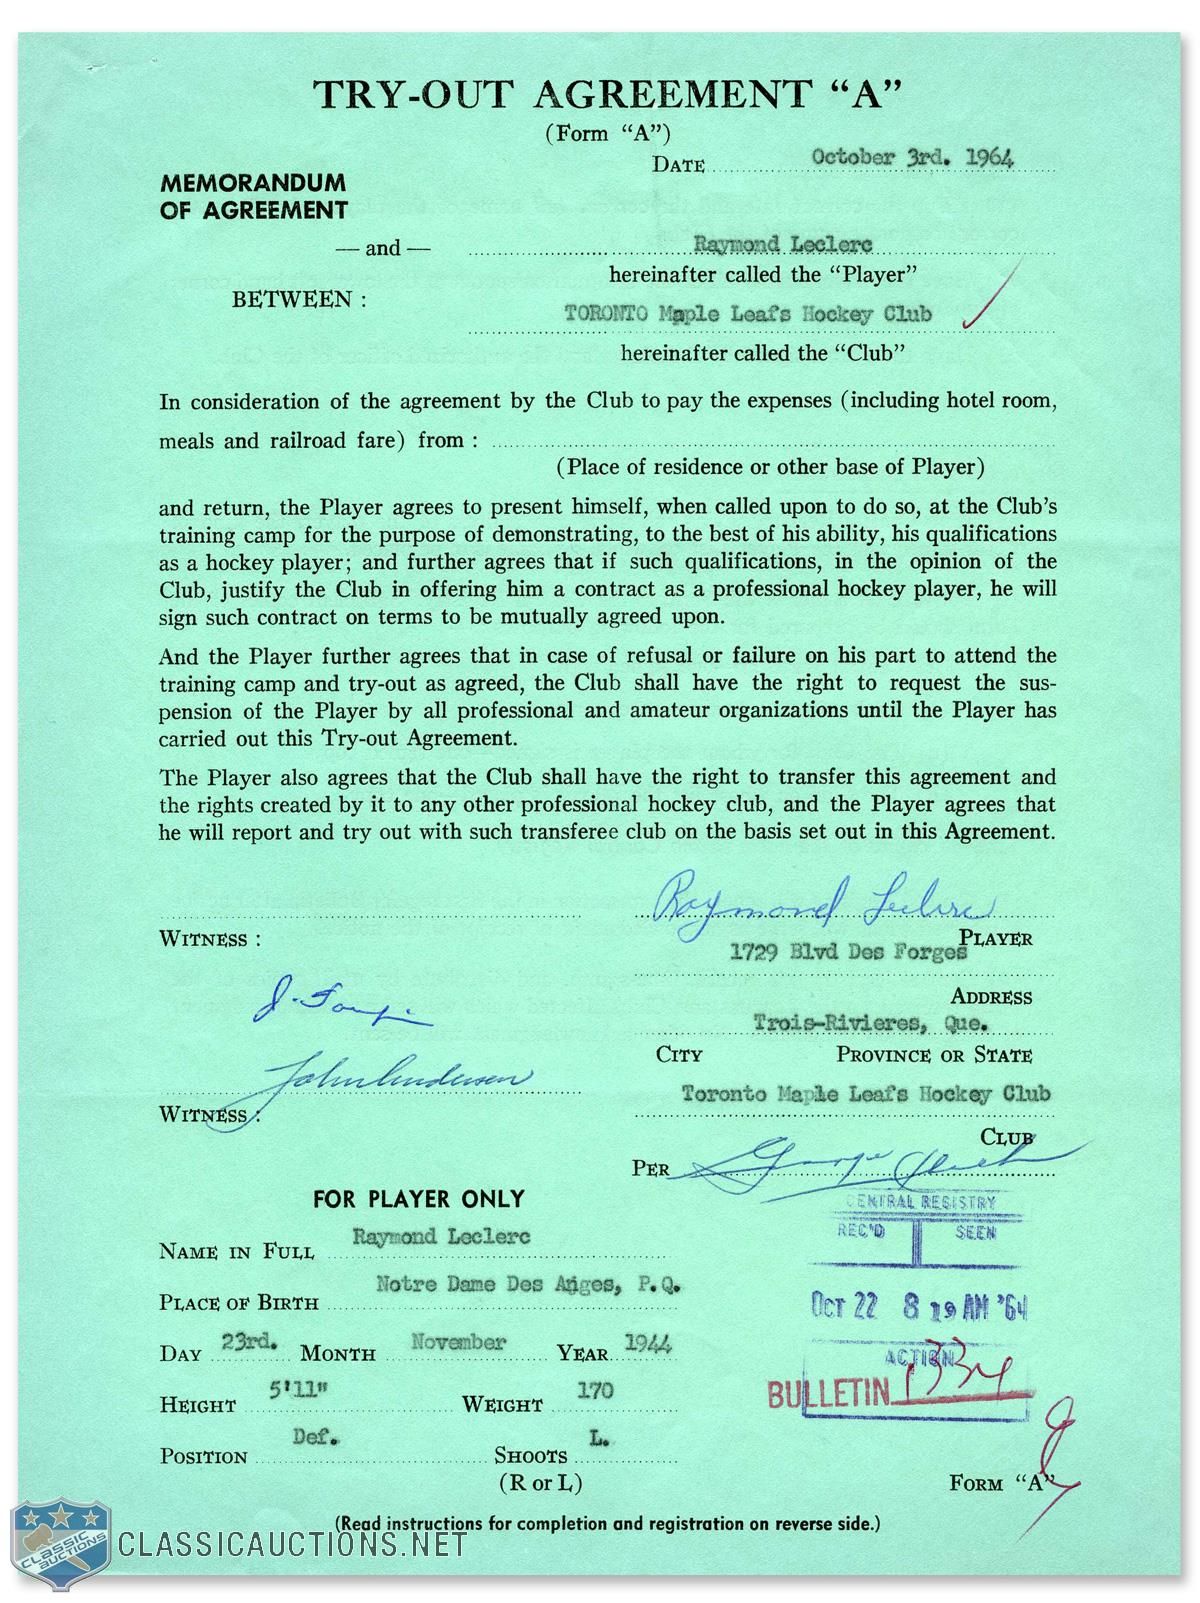 TRY-OUT AGREEMENT “A”
(Form “A”)
DATE October 3rd. 1964
MEMORANDUM
OF AGREEMENT
— and — Raymond Leclerc
hereinafter called the “Player”
BETWEEN :
TORONTO Maple Leafs Hockey Club
hereinafter called the “Club”
In consideration of the agreement by the Club to pay the expenses (including hotel room,
meals and railroad fare) from :
(Place of residence or other base of Player)
and return, the Player agrees to present himself, when called upon to do so, at the Club's
training camp for the purpose of demonstrating, to the best of his ability, his qualifications
as a hockey player; and further agrees that if such qualifications, in the opinion of the
Club, justify the Club in offering him a contract as a professional hockey player, he will
sign such contract on terms to be mutually agreed upon.
And the Player further agrees that in case of refusal or failure on his part to attend the
training camp and try-out as agreed, the Club shall have the right to request the sus-
pension of the Player by all professional and amateur organizations until the Player has
carried out this Try-out Agreement.
The Player also agrees that the Club shall have the right to transfer this agreement and
the rights created by it to any other professional hockey club, and the Player agrees that
he will report and try out with such transferee club on the basis set out in this Agreement.
Raymond Leclerc
WITNESS :
PLAYER
1729 Blvd Des Forges
ADDRESS
Trois-Rivieres, Que.
CITY PROVINCE OR STATE
John Andersen
Toronto Maple Leafs Hockey Club
WITNESS :
CLUB
PER George
CENTRAL REGISTRY
REC'D SEEN
OCT 22 8 19 AM '64
ACTION
BULLETIN 1334
FOR PLAYER ONLY
NAME IN FULL Raymond Leclerc
PLACE OF BIRTH Notre Dame Des Anges, P.Q.
DAY 23rd. MONTH November YEAR 1944
HEIGHT 5'11" WEIGHT 170
POSITION Def. SHOOTS L.
(R or L)
FORM “A”
(Read instructions for completion and registration on reverse side.)
CLASSIC AUCTIONS
CLASSICAUCTIONS.NET